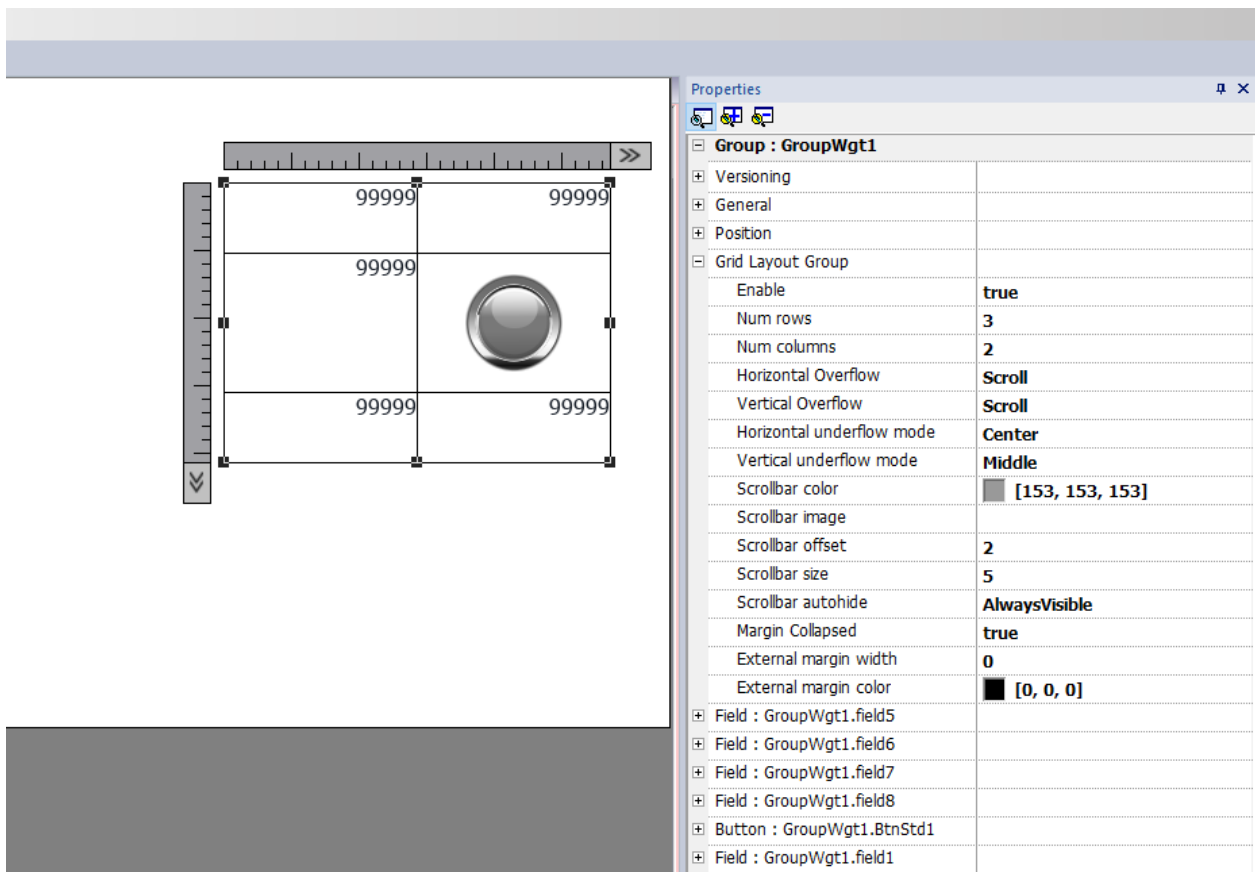 Properties
Group : GroupWgt1
Versioning
General
Position
Grid Layout Group
Enable true
Num rows 3
Num columns 2
Horizontal Overflow Scroll
Vertical Overflow Scroll
Horizontal underflow mode Center
Vertical underflow mode Middle
Scrollbar color [153, 153, 153]
Scrollbar image
Scrollbar offset 2
Scrollbar size 5
Scrollbar autohide AlwaysVisible
Margin Collapsed true
External margin width 0
External margin color [0, 0, 0]
Field : GroupWgt1.field5
Field : GroupWgt1.field6
Field : GroupWgt1.field7
Field : GroupWgt1.field8
Button : GroupWgt1.BtnStd1
Field : GroupWgt1.field1
99999 99999
99999
99999 99999